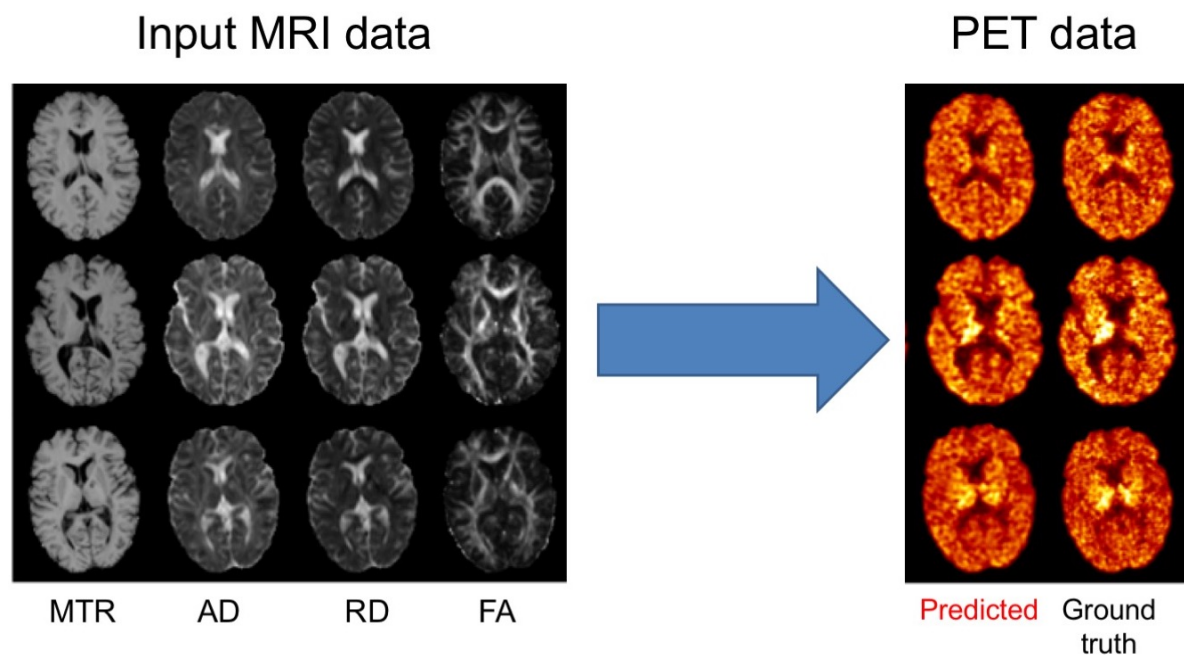 Input MRI data
PET data
MTR AD RD FA
Predicted Ground
truth